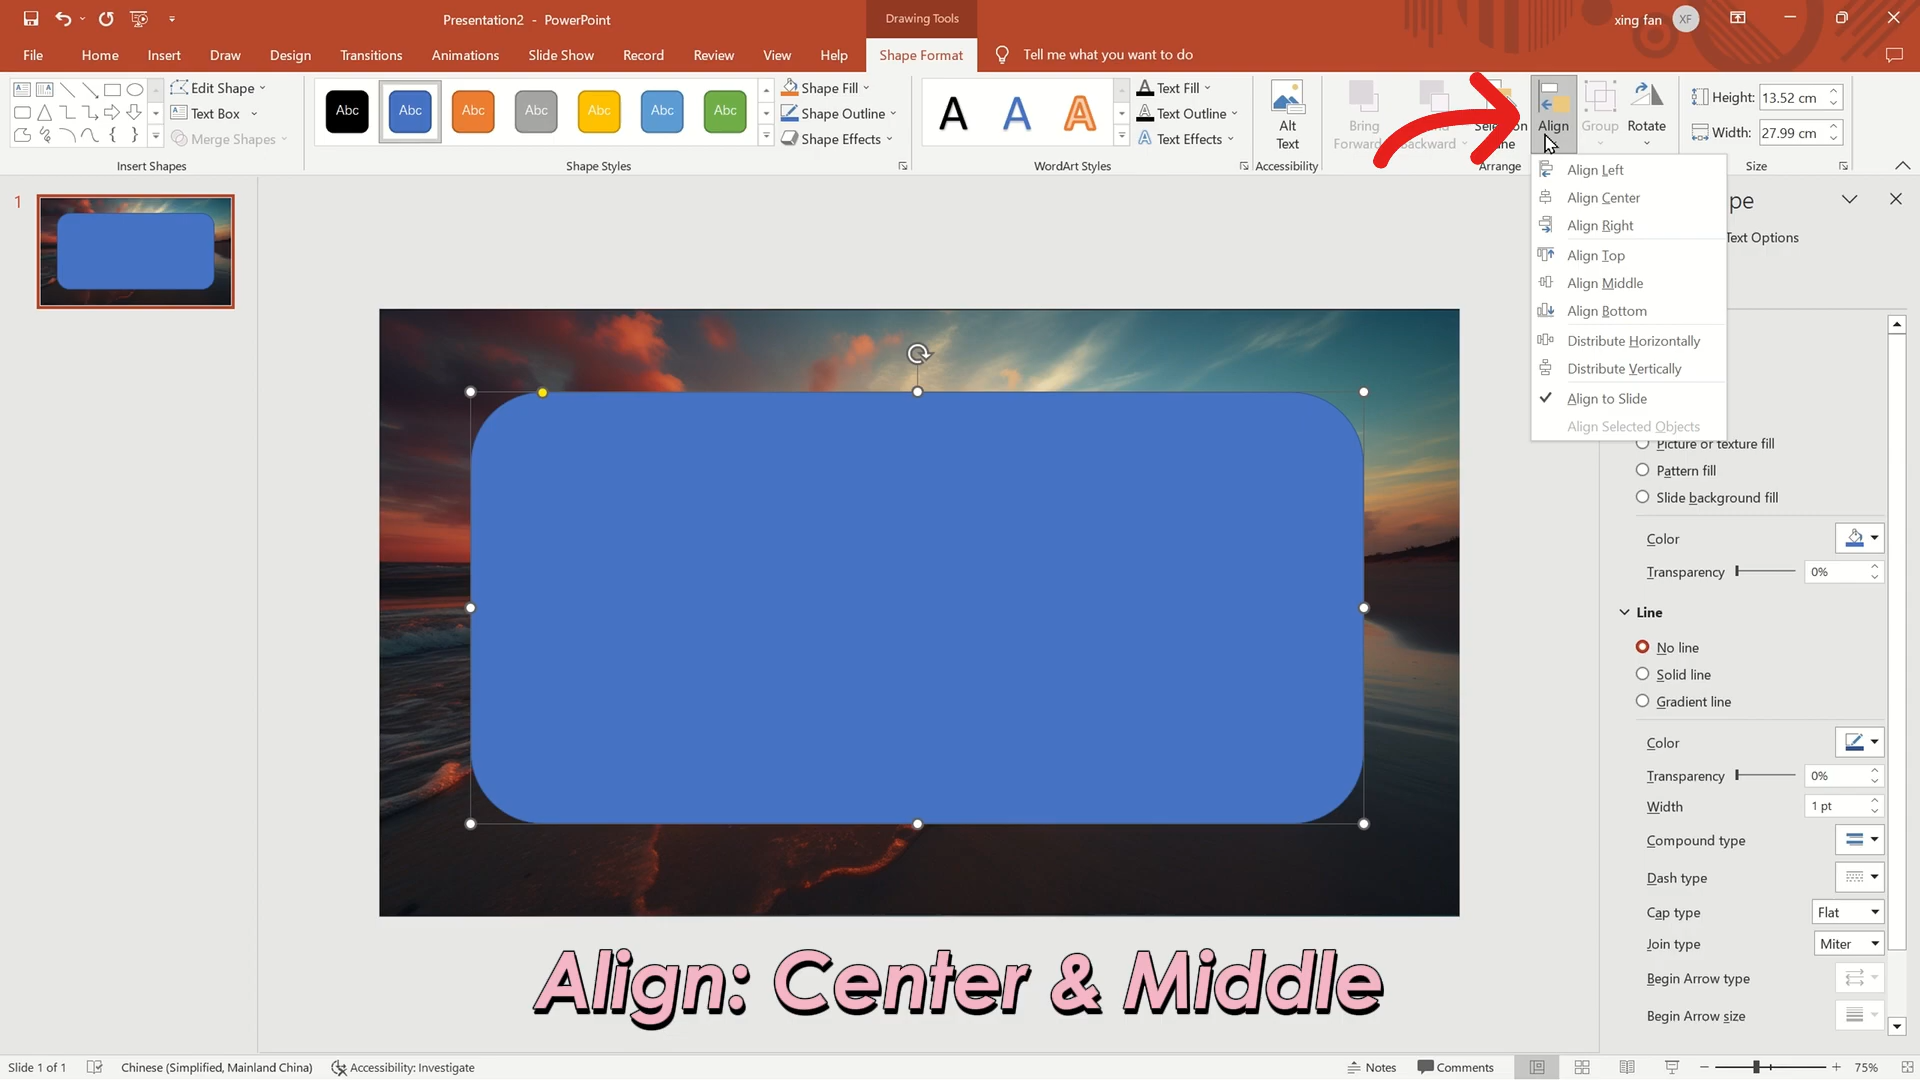 Presentation2 - PowerPoint
Drawing Tools
xing fan
XF
File
Home
Insert
Draw
Design
Transitions
Animations
Slide Show
Record
Review
View
Help
Shape Format
Tell me what you want to do
Edit Shape
Text Box
Merge Shapes
Insert Shapes
Abc
Abc
Abc
Abc
Abc
Abc
Abc
Shape Fill
Shape Outline
Shape Effects
Shape Styles
A
A
A
Text Fill
Text Outline
Text Effects
WordArt Styles
Alt
Text
Accessibility
Bring
Forward
Align
Group
Rotate
Arrange
Height: 13.52 cm
Width: 27.99 cm
Size
Align Left
Align Center
Align Right
Align Top
Align Middle
Align Bottom
Distribute Horizontally
Distribute Vertically
Align to Slide
Align Selected Objects
Text Options
Picture or texture fill
Pattern fill
Slide background fill
Color
Transparency 0%
Line
No line
Solid line
Gradient line
Color
Transparency 0%
Width 1 pt
Compound type
Dash type
Cap type Flat
Join type Miter
Begin Arrow type
Begin Arrow size
1
Align: Center & Middle
Slide 1 of 1
Chinese (Simplified, Mainland China)
Accessibility: Investigate
Notes
Comments
75%